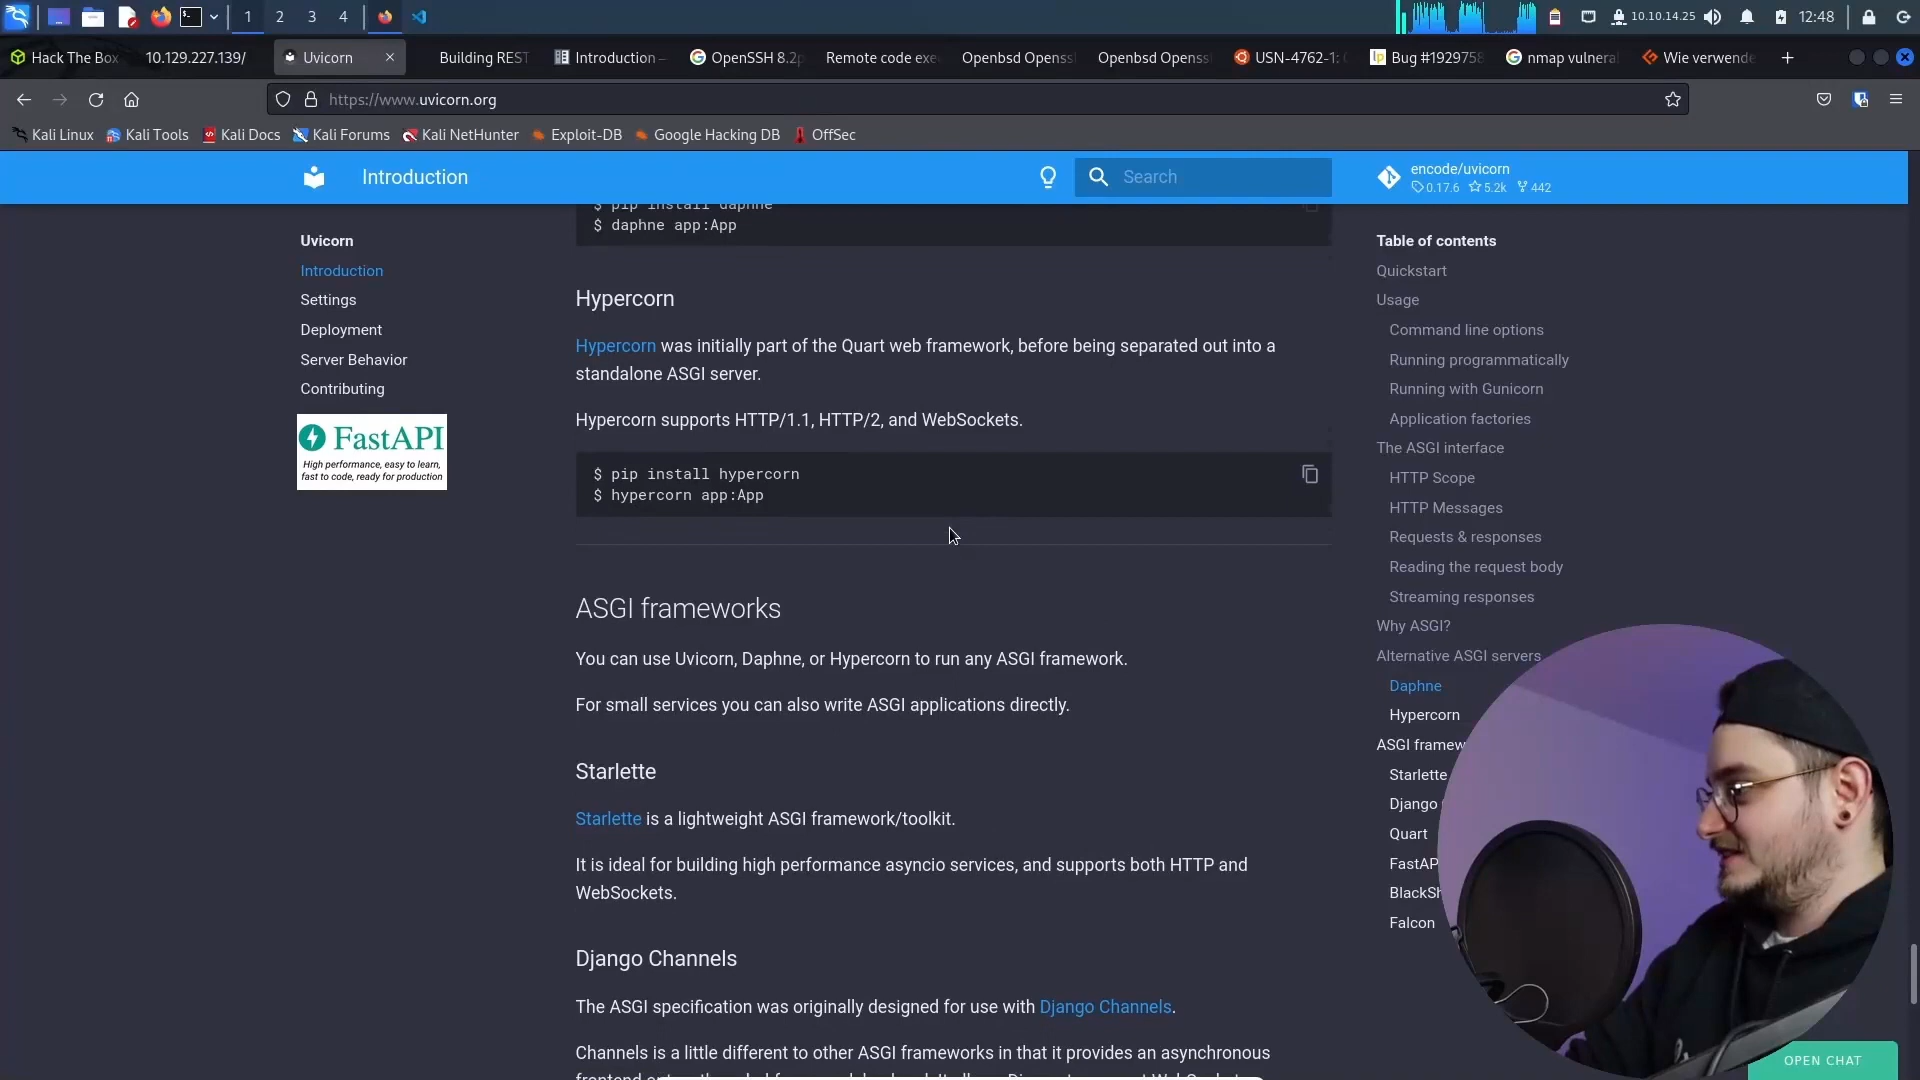 1
2
3
4
10.10.14.25
12:48
Hack The Box
10.129.227.139/
Uvicorn
Building REST
Introduction –
OpenSSH 8.2p
Remote code exe
Openbsd Openss
Openbsd Openss
USN-4762-1:
Bug #1929758
nmap vulnera
Wie verwende
https://www.uvicorn.org
Kali Linux
Kali Tools
Kali Docs
Kali Forums
Kali NetHunter
Exploit-DB
Google Hacking DB
OffSec
Introduction
Search
encode/uvicorn
0.17.6 5.2k 442
Uvicorn
Introduction
Settings
Deployment
Server Behavior
Contributing
FastAPI
High performance, easy to learn,
fast to code, ready for production
$ pip install daphne
$ daphne app:App
Hypercorn
Hypercorn was initially part of the Quart web framework, before being separated out into a
standalone ASGI server.
Hypercorn supports HTTP/1.1, HTTP/2, and WebSockets.
$ pip install hypercorn
$ hypercorn app:App
ASGI frameworks
You can use Uvicorn, Daphne, or Hypercorn to run any ASGI framework.
For small services you can also write ASGI applications directly.
Starlette
Starlette is a lightweight ASGI framework/toolkit.
It is ideal for building high performance asyncio services, and supports both HTTP and
WebSockets.
Django Channels
The ASGI specification was originally designed for use with Django Channels.
Channels is a little different to other ASGI frameworks in that it provides an asynchronous
Table of contents
Quickstart
Usage
Command line options
Running programmatically
Running with Gunicorn
Application factories
The ASGI interface
HTTP Scope
HTTP Messages
Requests & responses
Reading the request body
Streaming responses
Why ASGI?
Alternative ASGI servers
Daphne
Hypercorn
ASGI framew
Starlette
Django
Quart
FastAP
BlackSh
Falcon
OPEN CHAT